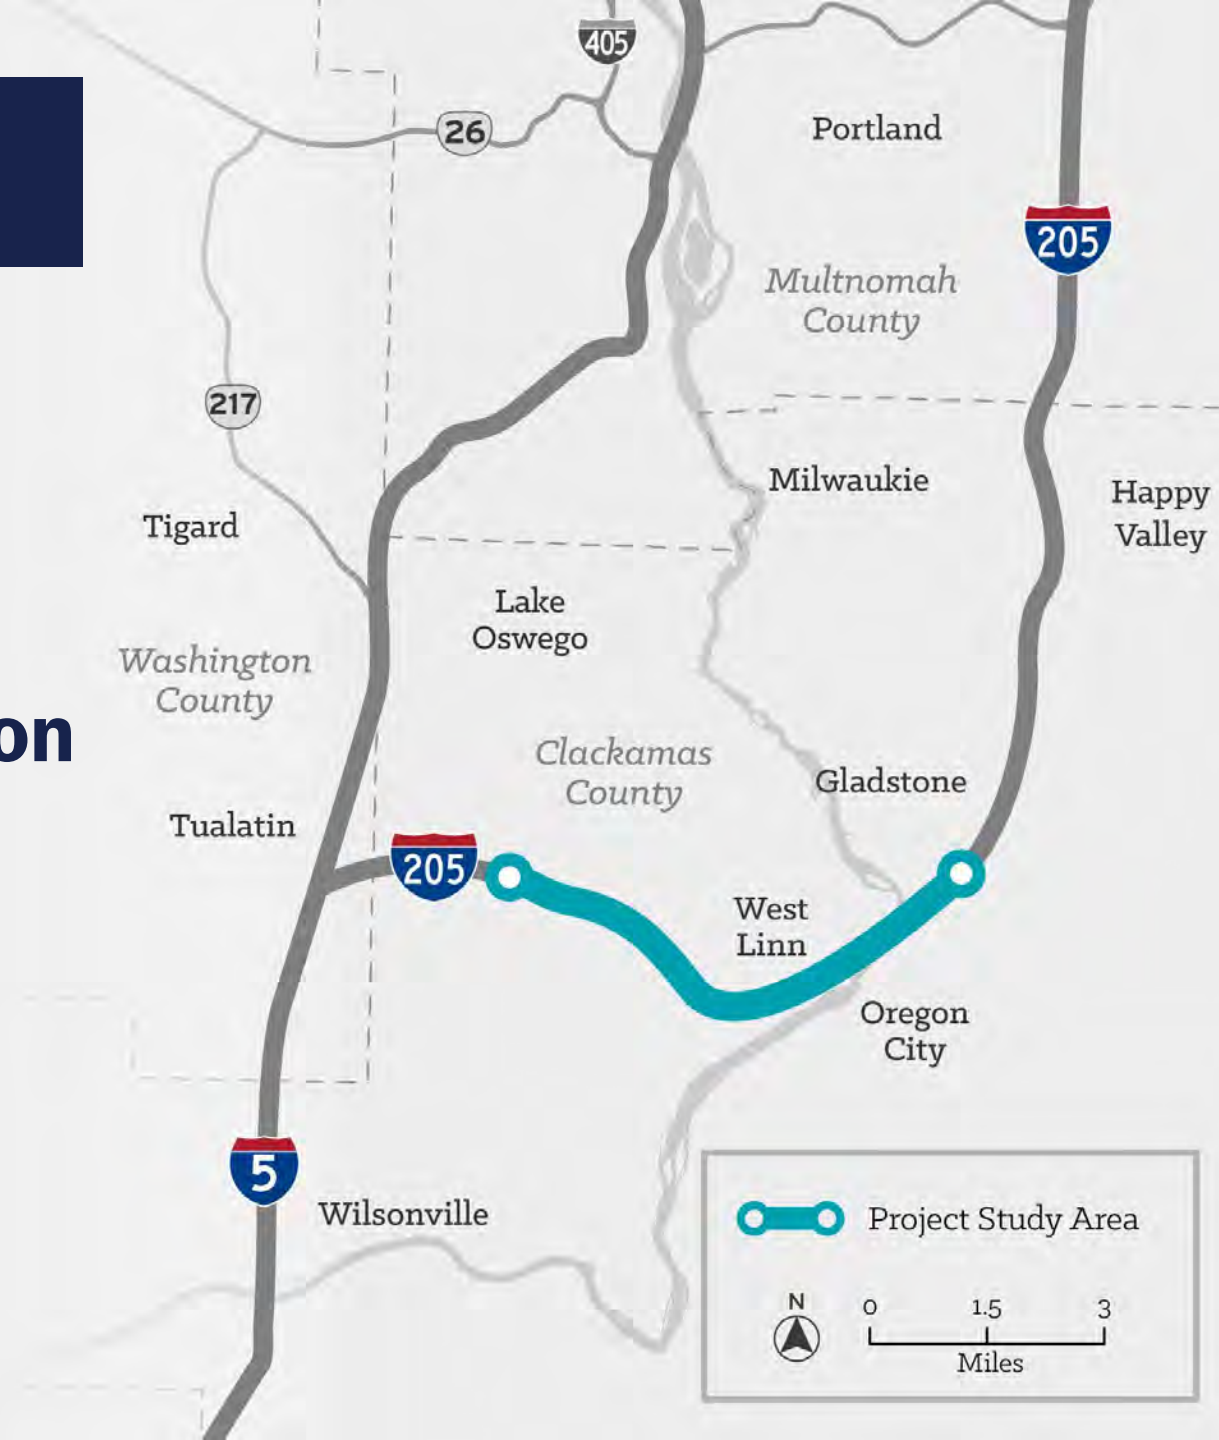 405
26
Portland
205
Multnomah
County
217
Milwaukie
Happy
Valley
Tigard
Lake
Oswego
Washington
County
on
Clackamas
County
Gladstone
Tualatin
205
West
Linn
Oregon
City
5
Wilsonville
Project Study Area
N
0 1.5 3
Miles